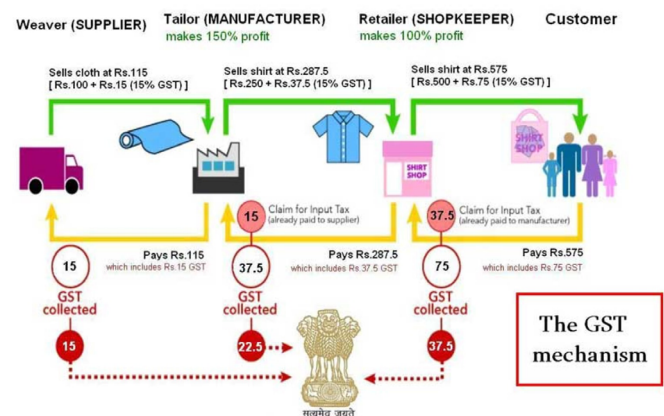 Weaver (SUPPLIER)
Tailor (MANUFACTURER)
makes 150% profit
Retailer (SHOPKEEPER)
makes 100% profit
Customer
Sells cloth at Rs.115
[ Rs.100 + Rs.15 (15% GST) ]
Sells shirt at Rs.287.5
[ Rs.250 + Rs.37.5 (15% GST) ]
Sells shirt at Rs.575
[ Rs.500 + Rs.75 (15% GST) ]
SHIRT
SHOP
SHIRT
SHOP
15
Claim for Input Tax
(already paid to supplier)
37.5
Claim for Input Tax
(already paid to manufacturer)
Pays Rs.115
which includes Rs.15 GST
Pays Rs.287.5
which includes Rs.37.5 GST
Pays Rs.575
which includes Rs.75 GST
15
GST
collected
15
37.5
GST
collected
22.5
75
GST
collected
37.5
सत्यमेव जयते
The GST
mechanism